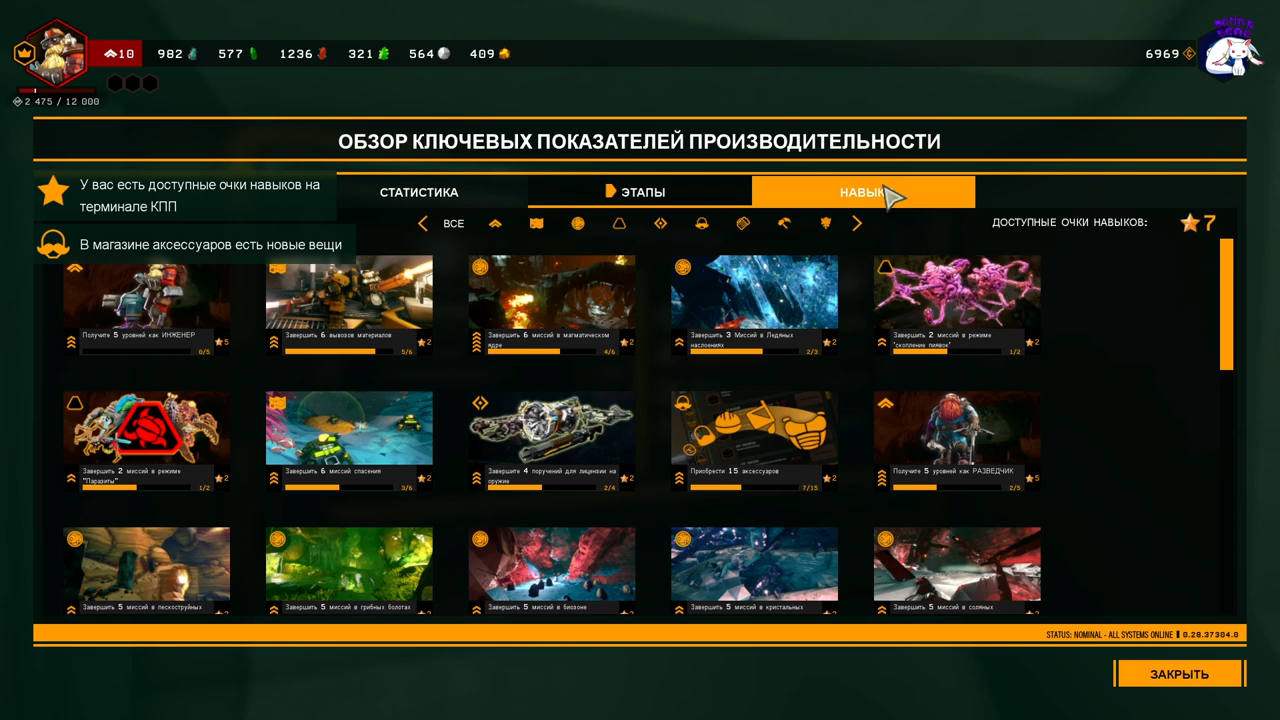 10 982 577 1236 321 564 409 6969
2 475 / 12 000
ОБЗОР КЛЮЧЕВЫХ ПОКАЗАТЕЛЕЙ ПРОИЗВОДИТЕЛЬНОСТИ
У вас есть доступные очки навыков на
терминале КПП
СТАТИСТИКА ЭТАПЫ НАВЫК
В магазине аксессуаров есть новые вещи
ВСЕ ДОСТУПНЫЕ ОЧКИ НАВЫКОВ: 7
Получите 5 уровней как ИНЖЕНЕР
5
0/5
Завершить 6 вызовов материалов
2
5/6
Завершить 6 миссий в магматическом
ядре
2
4/6
Завершить 3 Миссий в Ледяных
наслоениях
2
2/3
Завершить 2 миссий в режиме
"скопление пиявок"
2
1/2
Завершить 2 миссий в режиме
"Паразиты"
2
1/2
Завершить 6 миссий спасения
2
3/6
Завершите 4 поручений для лицензии на
оружие
2
2/4
Приобрести 15 аксессуаров
2
7/15
Получите 5 уровней как РАЗВЕДЧИК
5
2/5
Завершить 5 миссий в пескоструйных
Завершить 5 миссий в грибных болотах
Завершить 5 миссий в биозоне
Завершить 5 миссий в кристальных
Завершить 5 миссий в соляных
STATUS: NOMINAL - ALL SYSTEMS ONLINE 0.28.37304.0
ЗАКРЫТЬ